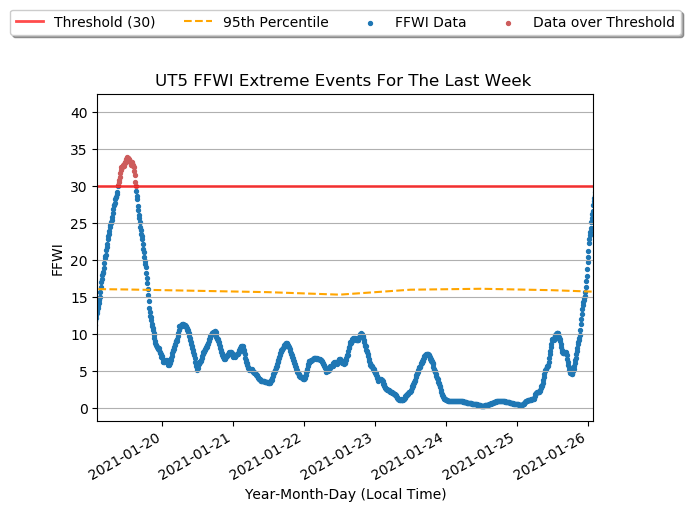 Threshold (30) 95th Percentile FFWI Data Data over Threshold
UT5 FFWI Extreme Events For The Last Week
40
35
30
25
20
15
10
5
0
FFWI
2021-01-20 2021-01-21 2021-01-22 2021-01-23 2021-01-24 2021-01-25 2021-01-26
Year-Month-Day (Local Time)